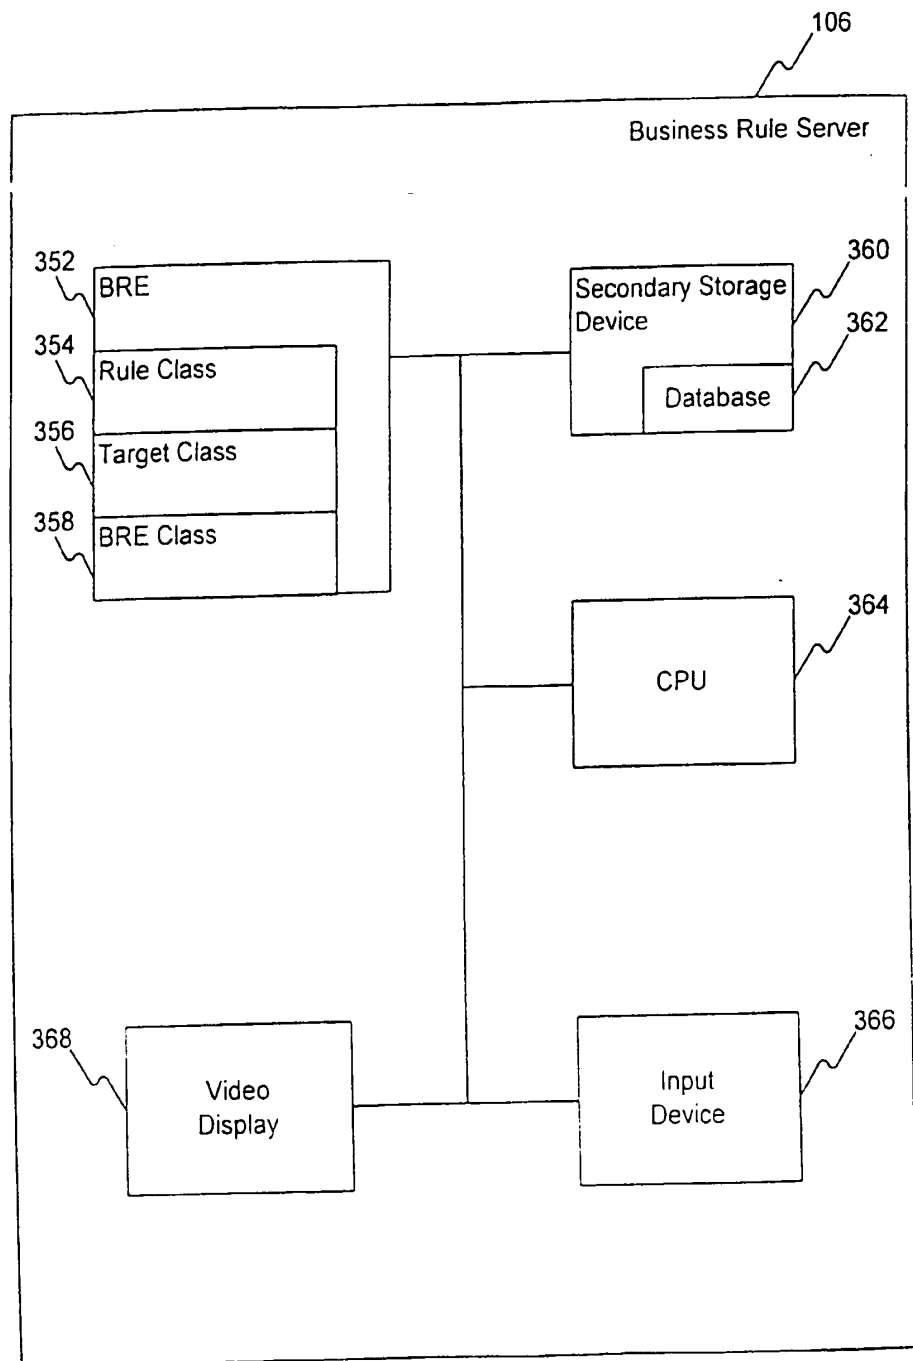 106
Business Rule Server
352
BRE
354
Rule Class
356
Target Class
358
BRE Class
360
Secondary Storage
Device
362
Database
364
CPU
368
Video
Display
366
Input
Device